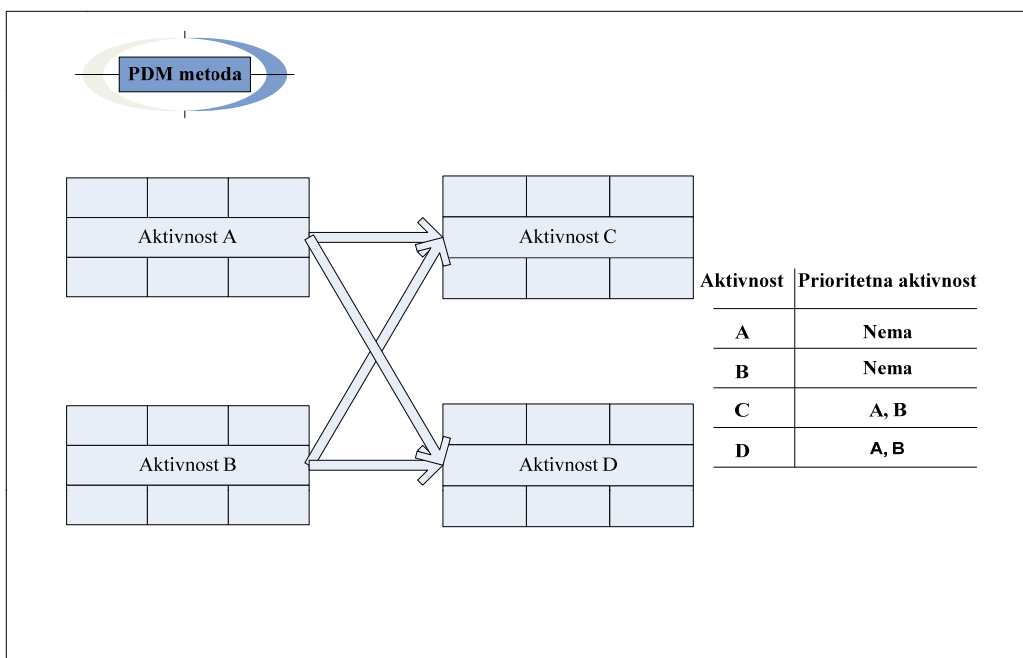 PDM metoda
Aktivnost A
Aktivnost C
Aktivnost B
Aktivnost D
Aktivnost Prioritetna aktivnost
A Nema
B Nema
C A, B
D A, B